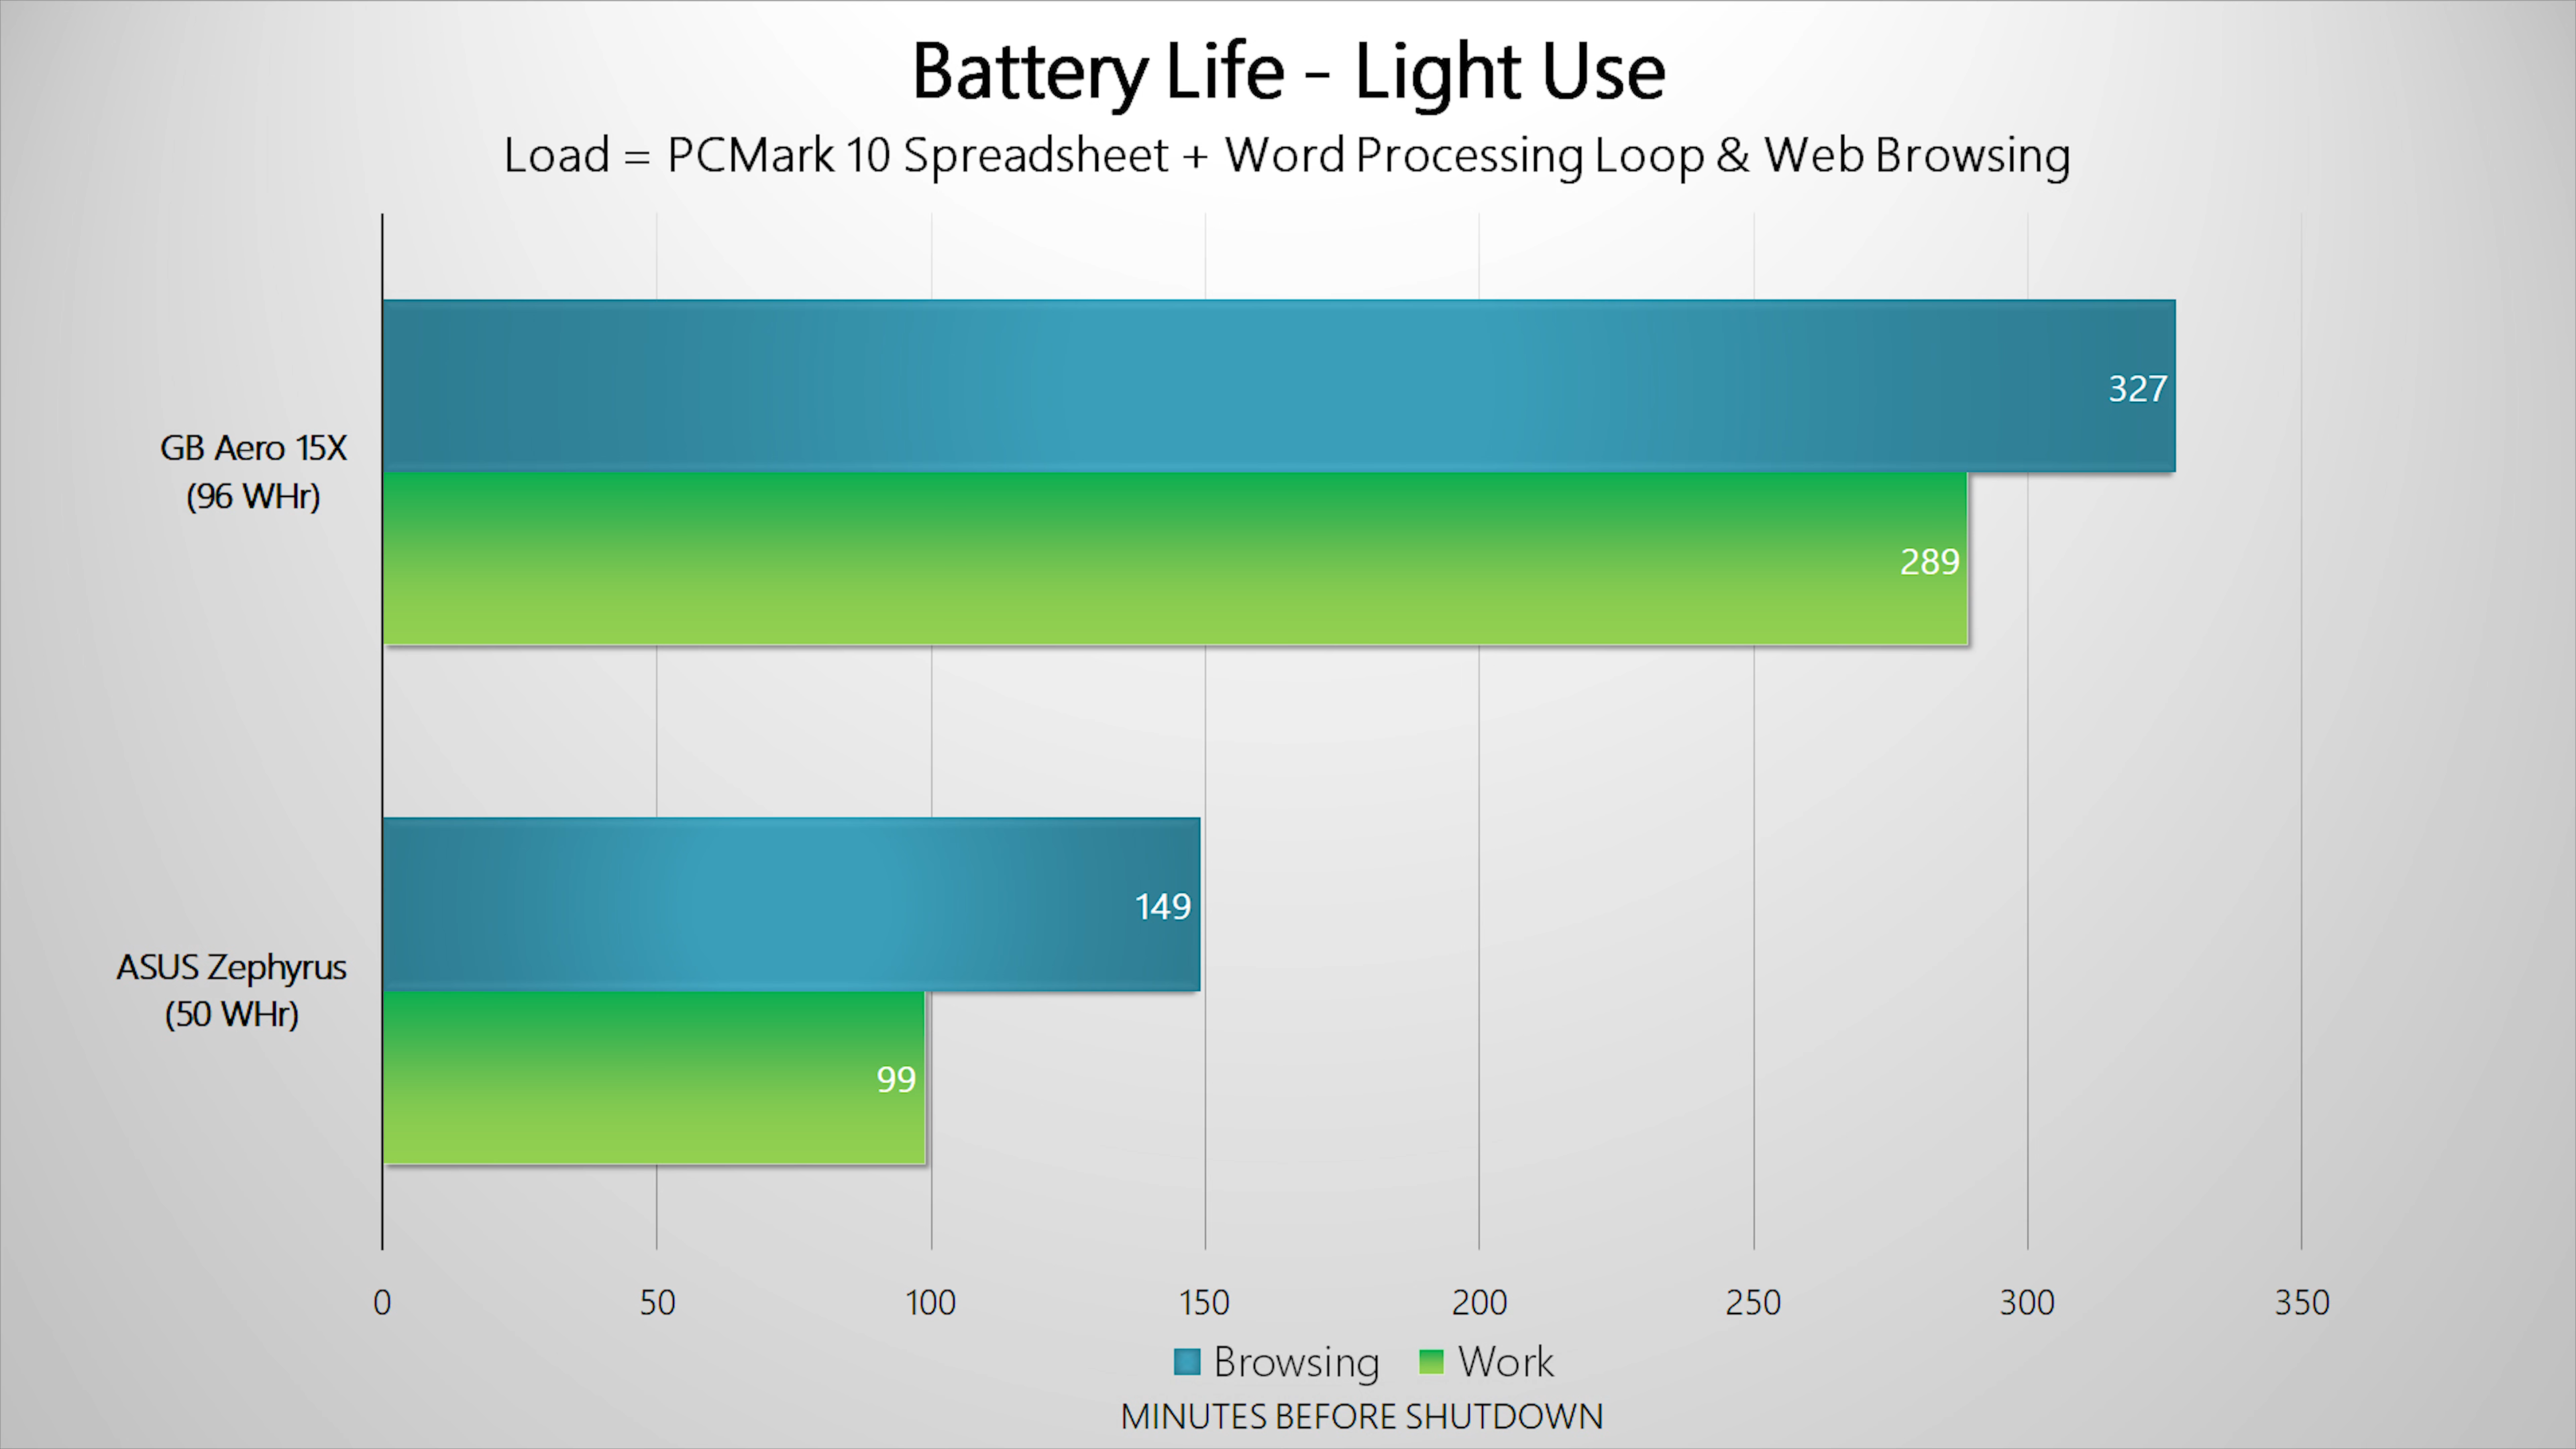 Battery Life - Light Use
Load = PCMark 10 Spreadsheet + Word Processing Loop & Web Browsing
327
GB Aero 15X
(96 WHr)
289
149
ASUS Zephyrus
(50 WHr)
99
0 50 100 150 200 250 300 350
Browsing Work
MINUTES BEFORE SHUTDOWN